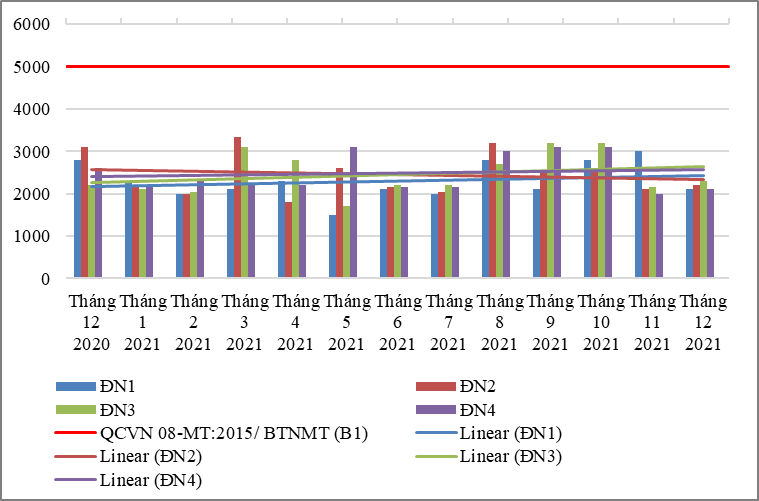 6000
5000
4000
3000
2000
1000
0
Tháng Tháng Tháng Tháng Tháng Tháng Tháng Tháng Tháng Tháng Tháng Tháng Tháng
12 1 2 3 4 5 6 7 8 9 10 11 12
2020 2021 2021 2021 2021 2021 2021 2021 2021 2021 2021 2021 2021
ĐN1 ĐN2
ĐN3 ĐN4
QCVN 08-MT:2015/ BTNMT (B1) Linear (ĐN1)
Linear (ĐN2) Linear (ĐN3)
Linear (ĐN4)